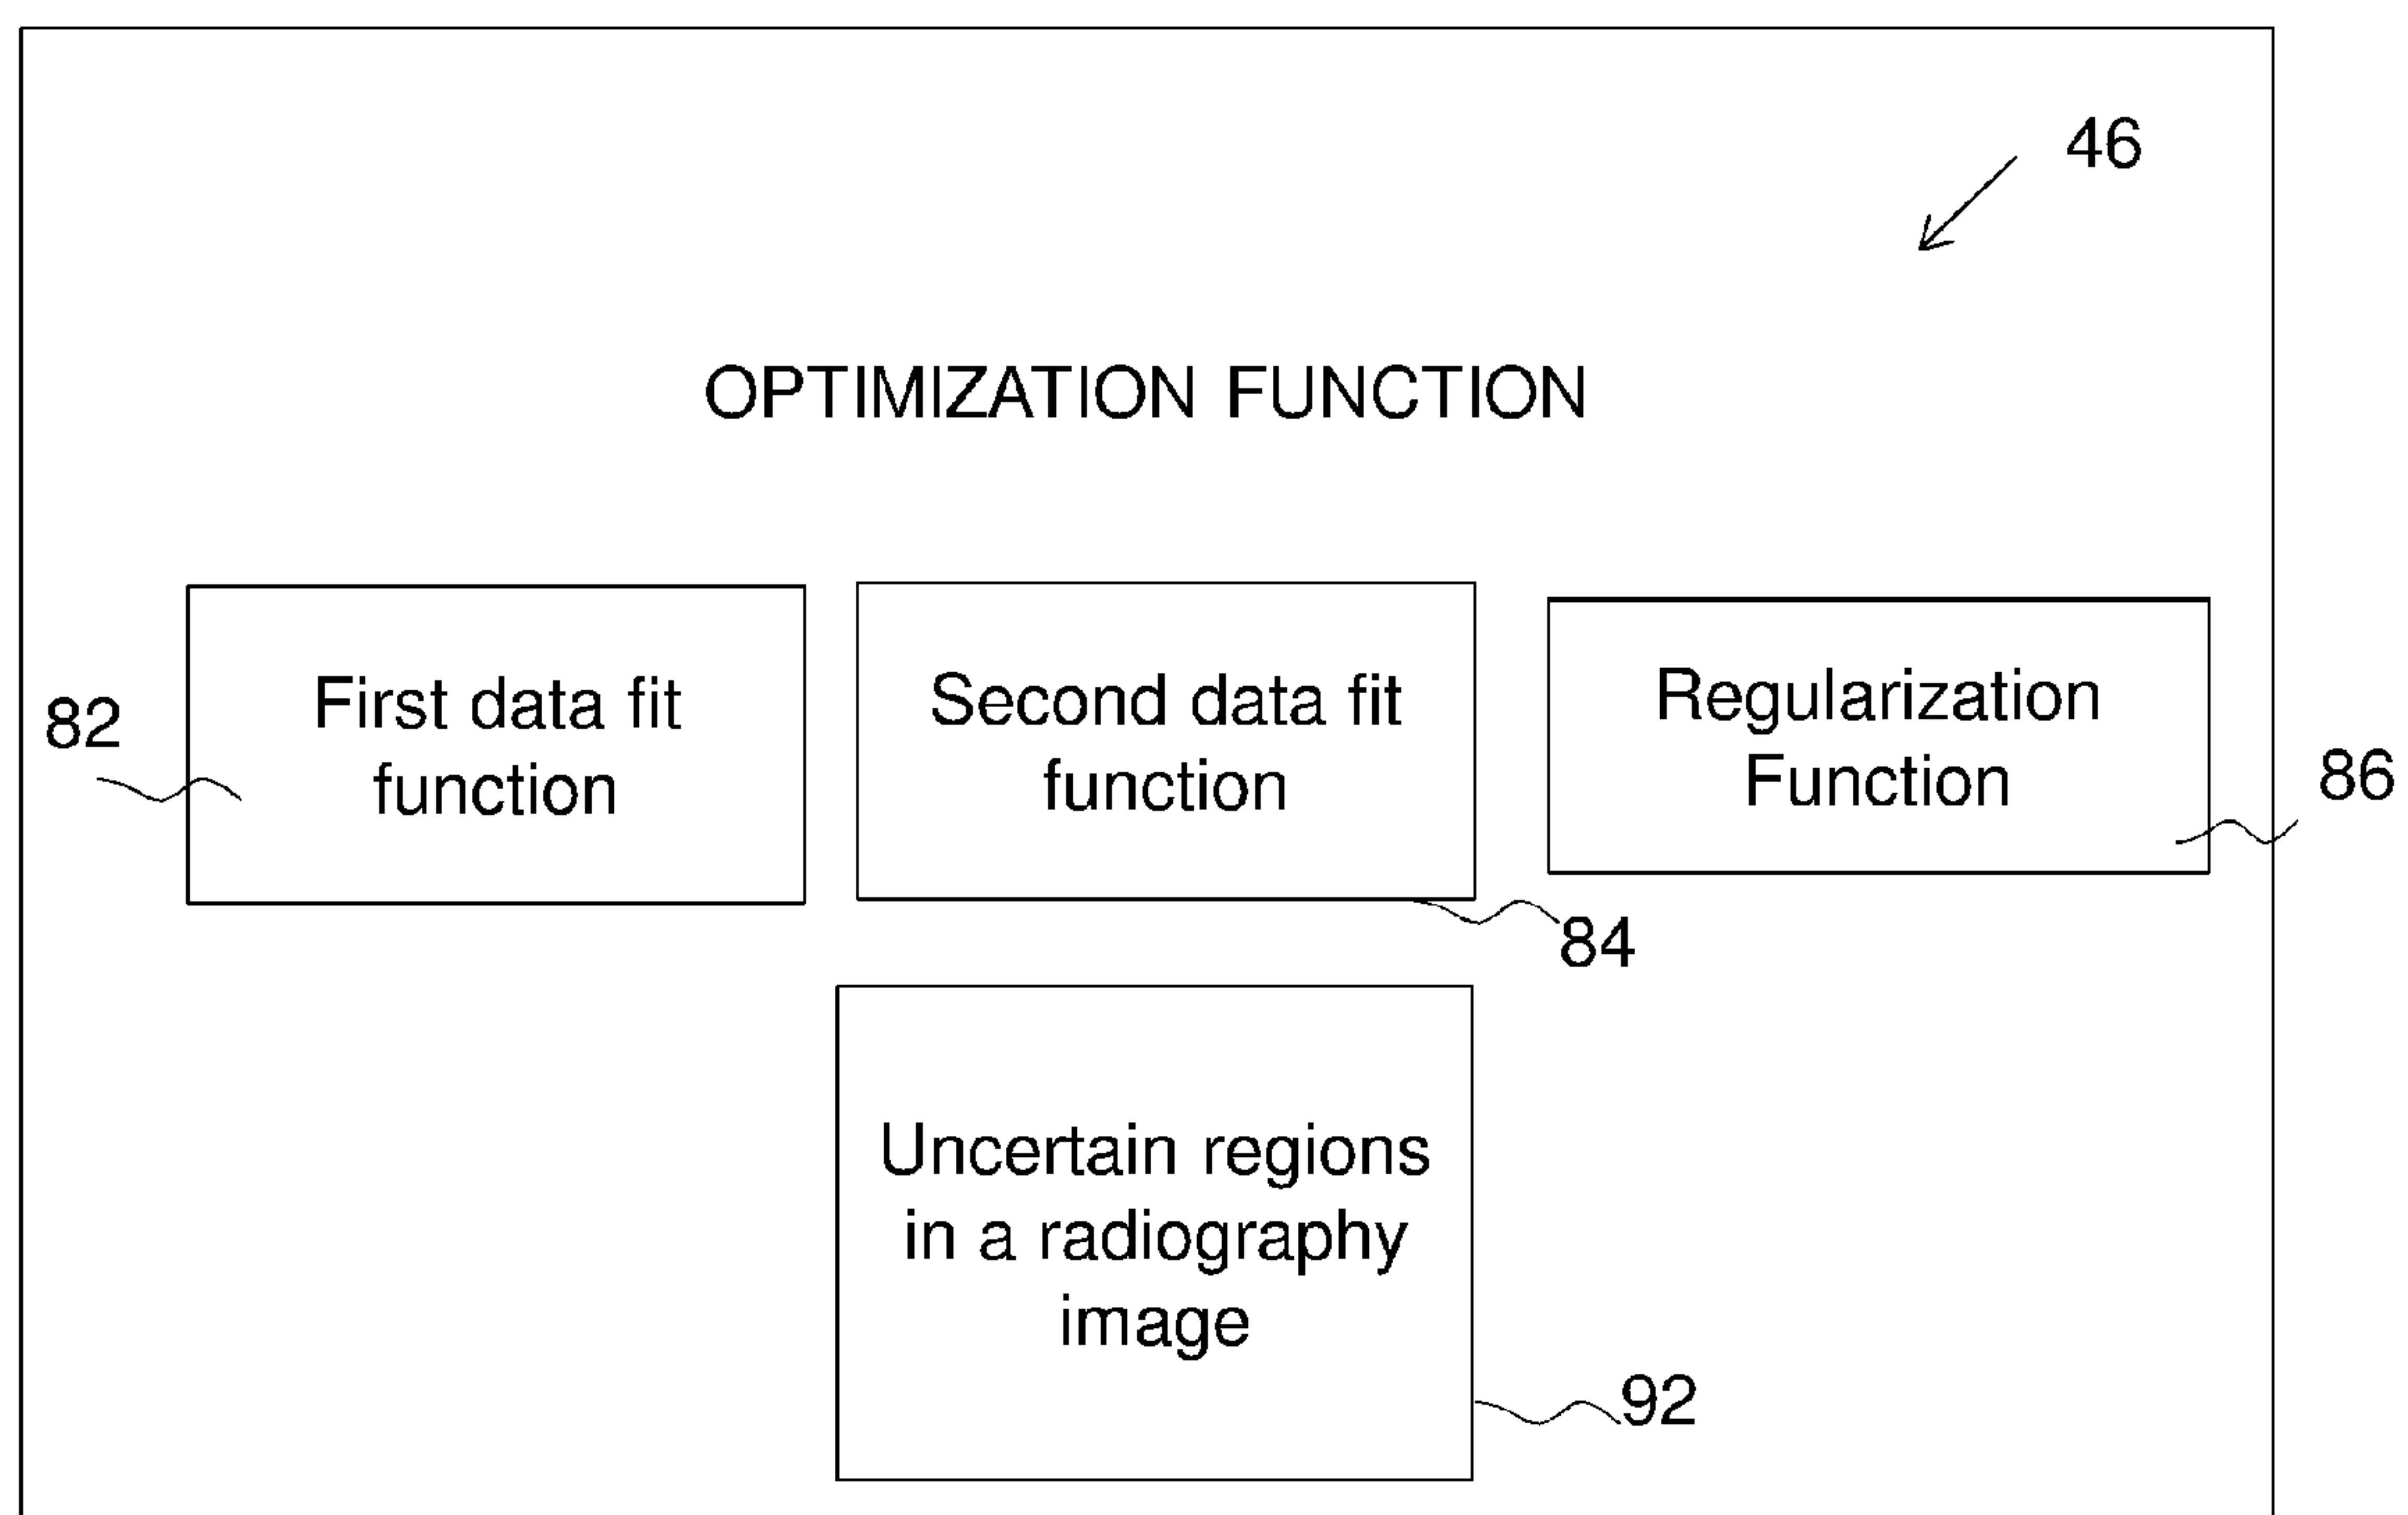 46
OPTIMIZATION FUNCTION
82
First data fit
function
Second data fit
function
84
Regularization
Function
86
Uncertain regions
in a radiography
image
92